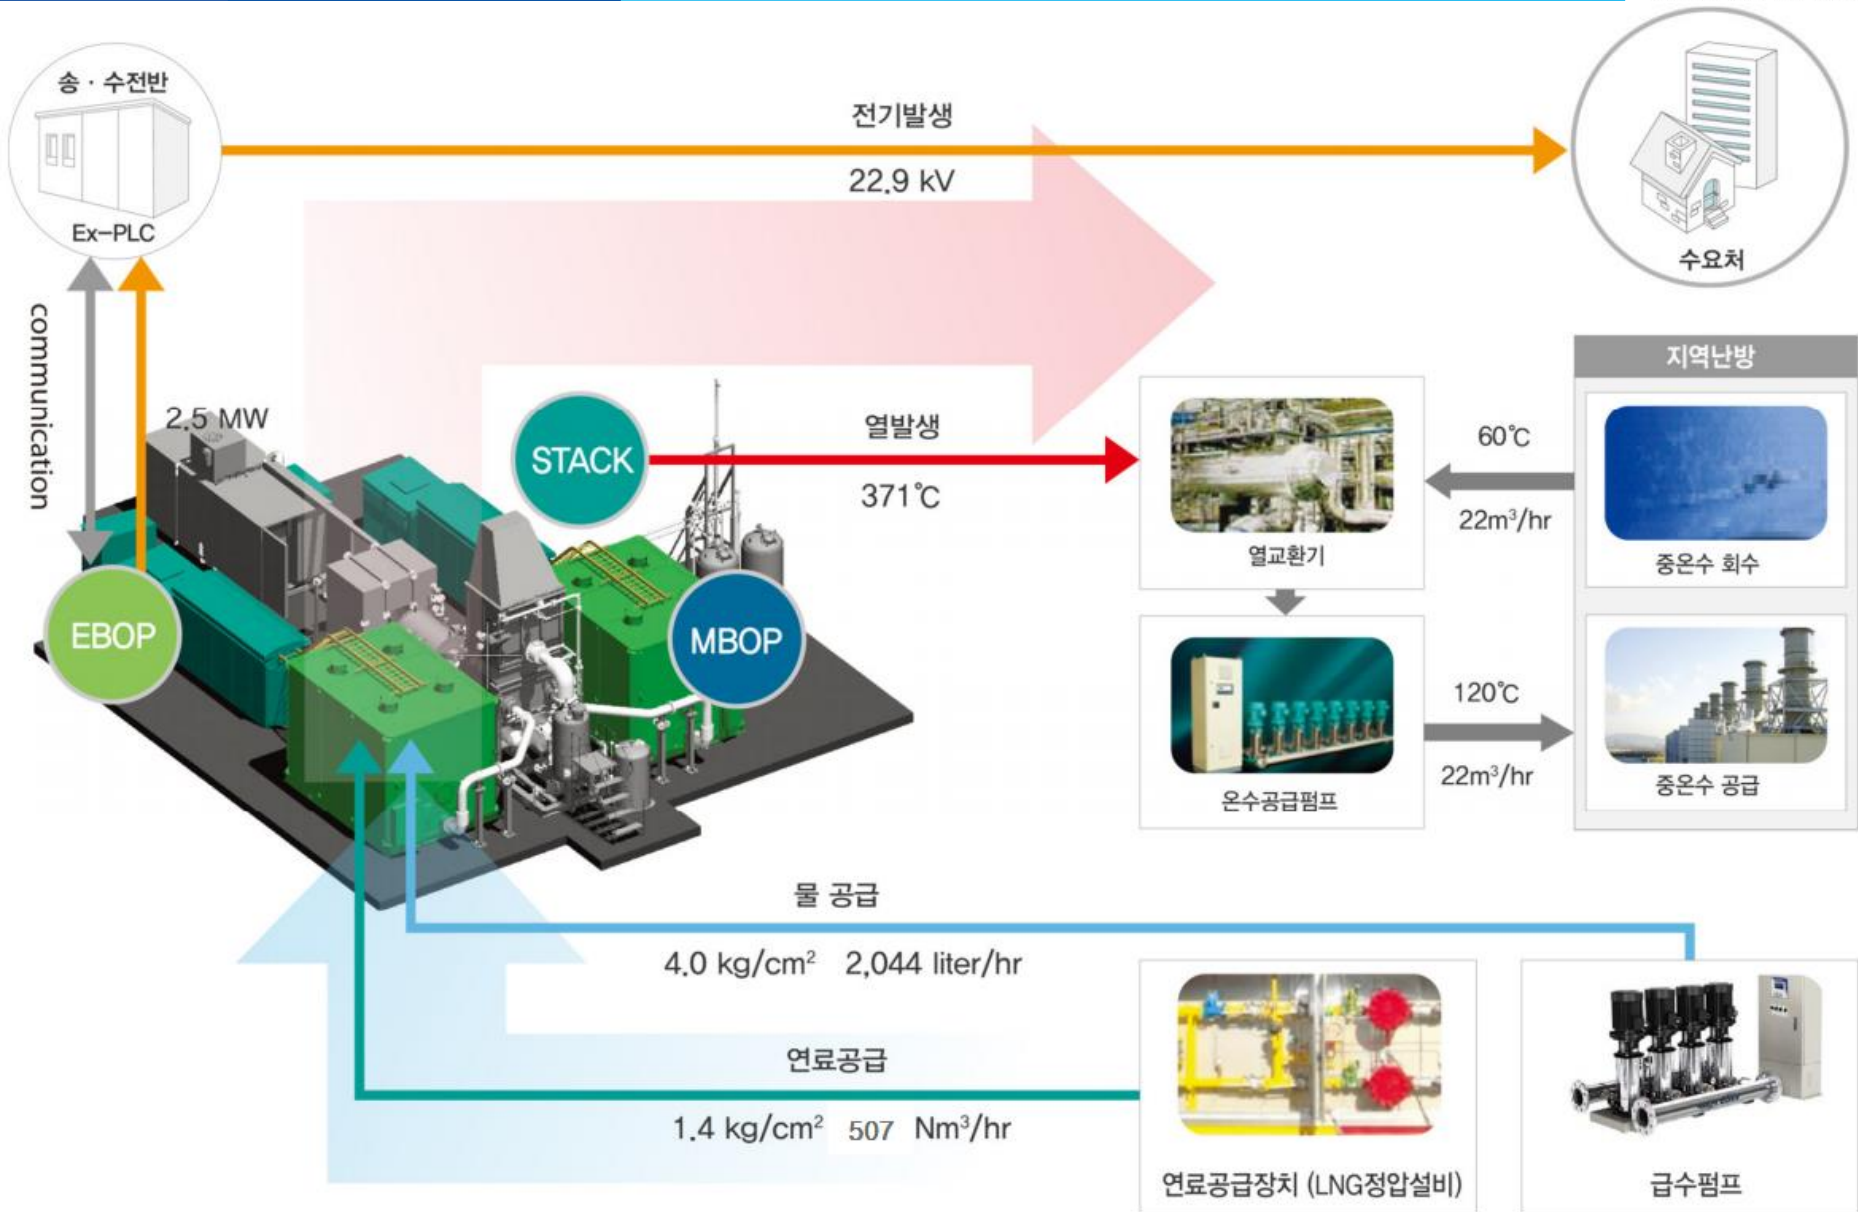 송 · 수전반
Ex-PLC
전기발생
22.9 kV
수요처
communication
2.5 MW
STACK
열발생
371℃
EBOP
MBOP
열교환기
60℃
22m³/hr
지역난방
중온수 회수
온수공급펌프
120℃
22m³/hr
중온수 공급
물 공급
4.0 kg/cm² 2,044 liter/hr
연료공급
1.4 kg/cm² 507 Nm³/hr
연료공급장치 (LNG정압설비)
급수펌프